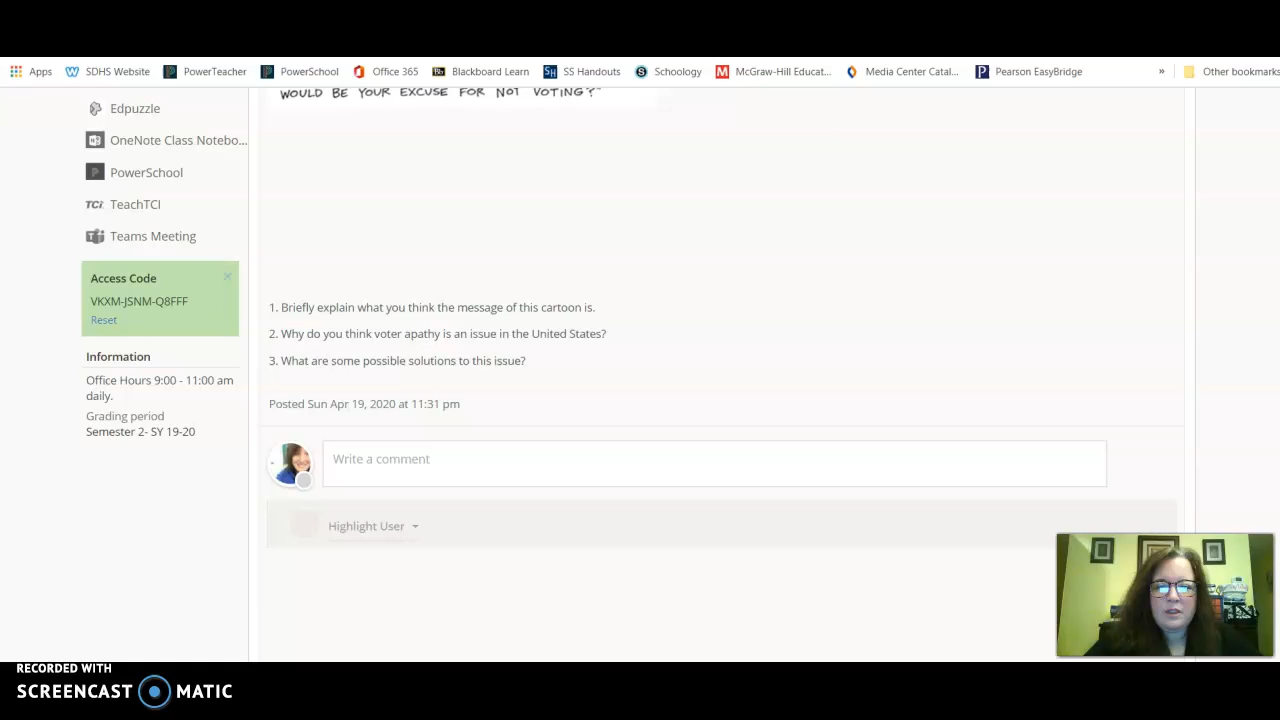 Apps SDHS Website PowerTeacher PowerSchool Office 365 Bb Blackboard Learn SH SS Handouts S Schoology M McGraw-Hill Educat... Media Center Catal... P Pearson EasyBridge » Other bookmarks
WOULD BE YOUR EXCUSE FOR NOT VOTING?"
Edpuzzle
OneNote Class Notebo...
PowerSchool
TCi TeachTCI
Teams Meeting
Access Code
VKXM-JSNM-Q8FFF
Reset
Information
Office Hours 9:00 - 11:00 am
daily.
Grading period
Semester 2- SY 19-20
1. Briefly explain what you think the message of this cartoon is.
2. Why do you think voter apathy is an issue in the United States?
3. What are some possible solutions to this issue?
Posted Sun Apr 19, 2020 at 11:31 pm
Write a comment
Highlight User
RECORDED WITH
SCREENCAST MATIC